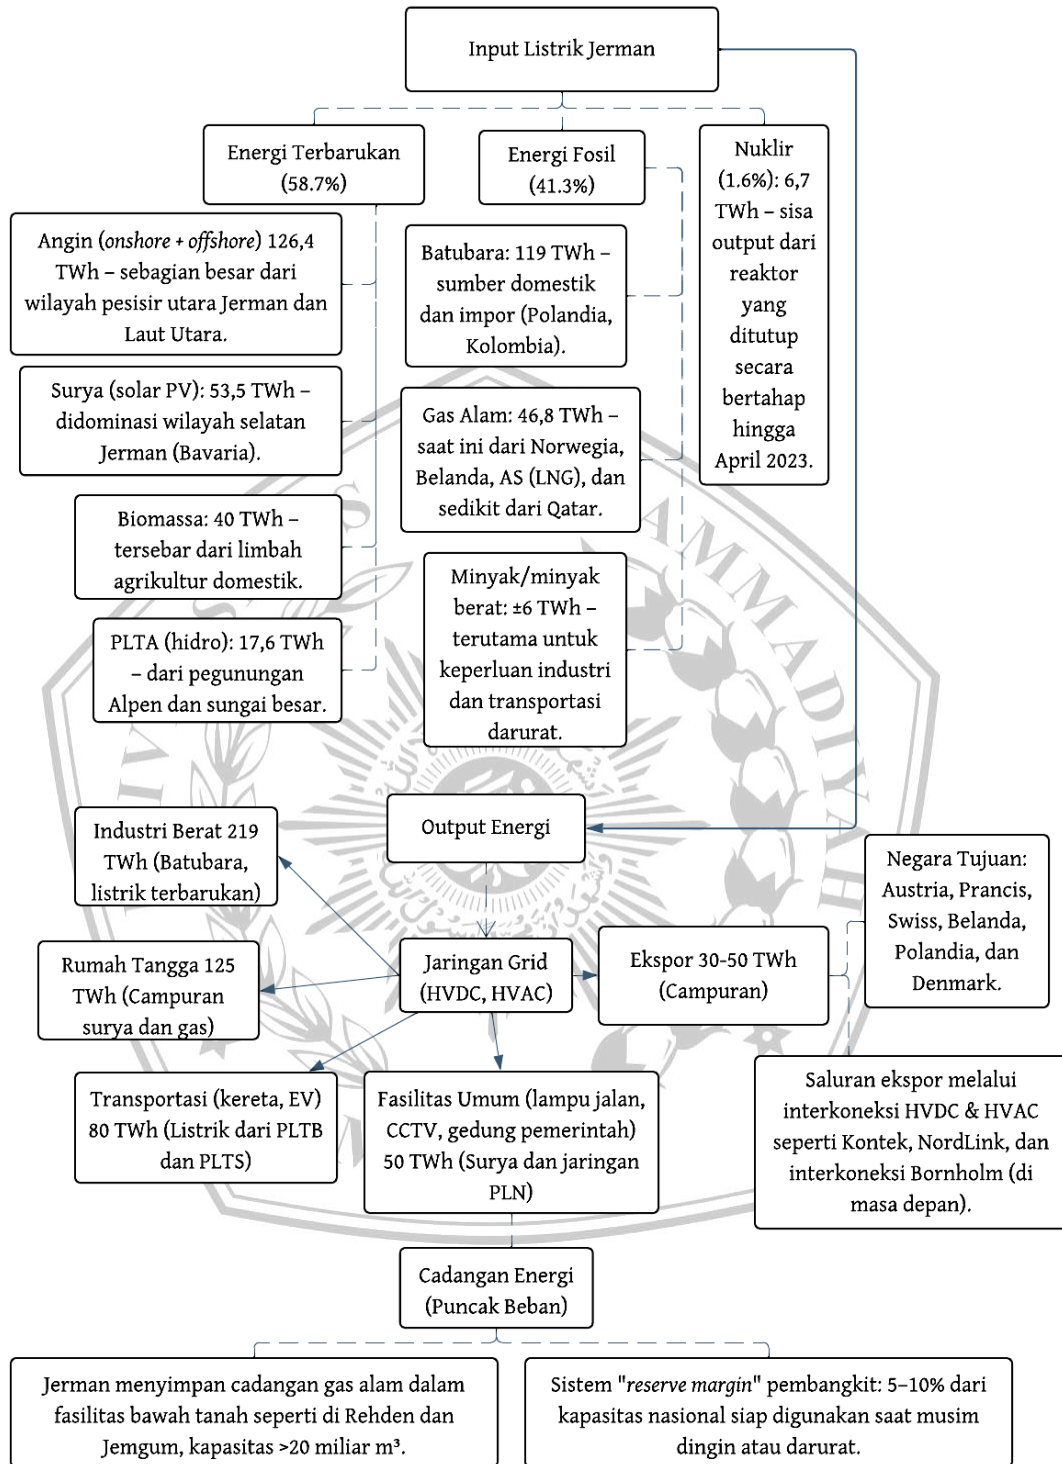 Input Listrik Jerman
Energi Terbarukan
(58.7%)
Energi Fosil
(41.3%)
Nuklir
(1.6%): 6,7
TWh – sisa
output dari
reaktor
yang
ditutup
secara
bertahap
hingga
April 2023.
Angin (onshore + offshore) 126,4
TWh – sebagian besar dari
wilayah pesisir utara Jerman dan
Laut Utara.
Batubara: 119 TWh –
sumber domestik
dan impor (Polandia,
Kolombia).
Surya (solar PV): 53,5 TWh –
didominasi wilayah selatan
Jerman (Bavaria).
Gas Alam: 46,8 TWh –
saat ini dari Norwegia,
Belanda, AS (LNG), dan
sedikit dari Qatar.
Biomassa: 40 TWh –
tersebar dari limbah
agrikultur domestik.
Minyak/minyak
berat: ±6 TWh –
terutama untuk
keperluan industri
dan transportasi
darurat.
PLTA (hidro): 17,6 TWh
– dari pegunungan
Alpen dan sungai besar.
Output Energi
Industri Berat 219
TWh (Batubara,
listrik terbarukan)
Negara Tujuan:
Austria, Prancis,
Swiss, Belanda,
Polandia, dan
Denmark.
Rumah Tangga 125
TWh (Campuran
surya dan gas)
Jaringan Grid
(HVDC, HVAC)
Ekspor 30-50 TWh
(Campuran)
Transportasi (kereta, EV)
80 TWh (Listrik dari PLTB
dan PLTS)
Fasilitas Umum (lampu jalan,
CCTV, gedung pemerintah)
50 TWh (Surya dan jaringan
PLN)
Saluran ekspor melalui
interkoneksi HVDC & HVAC
seperti Kontek, NordLink, dan
interkoneksi Bornholm (di
masa depan).
Cadangan Energi
(Puncak Beban)
Jerman menyimpan cadangan gas alam dalam
fasilitas bawah tanah seperti di Rehden dan
Jemgum, kapasitas >20 miliar m³.
Sistem "reserve margin" pembangkit: 5–10% dari
kapasitas nasional siap digunakan saat musim
dingin atau darurat.